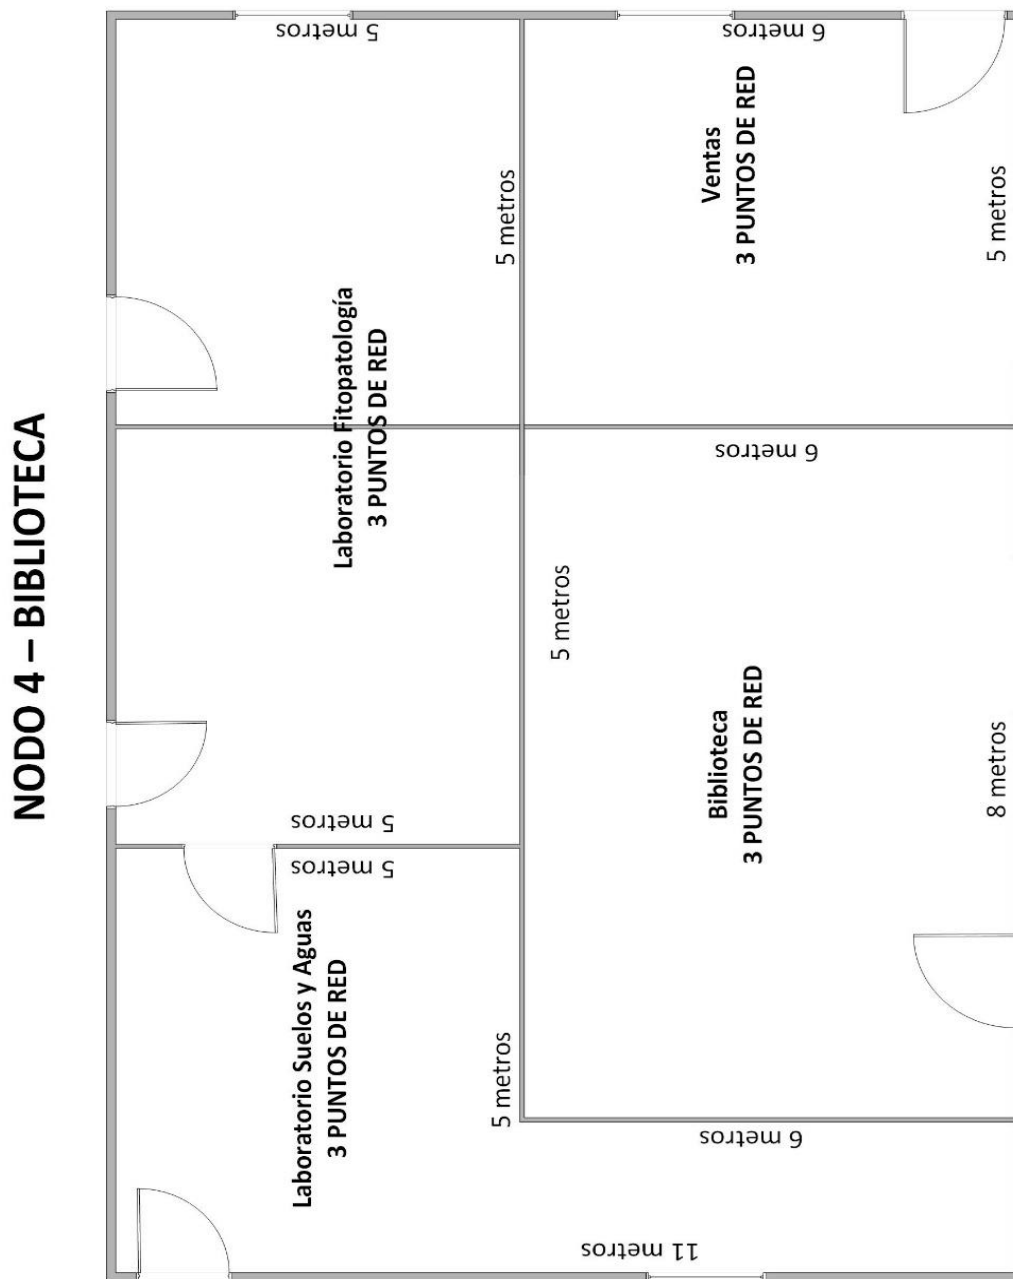 NODO 4 – BIBLIOTECA
Laboratorio Suelos y Aguas
3 PUNTOS DE RED
5 metros
5 metros
Laboratorio Fitopatología
3 PUNTOS DE RED
5 metros
5 metros
5 metros
5 metros
11 metros
6 metros
Biblioteca
3 PUNTOS DE RED
6 metros
Ventas
3 PUNTOS DE RED
6 metros
8 metros
5 metros